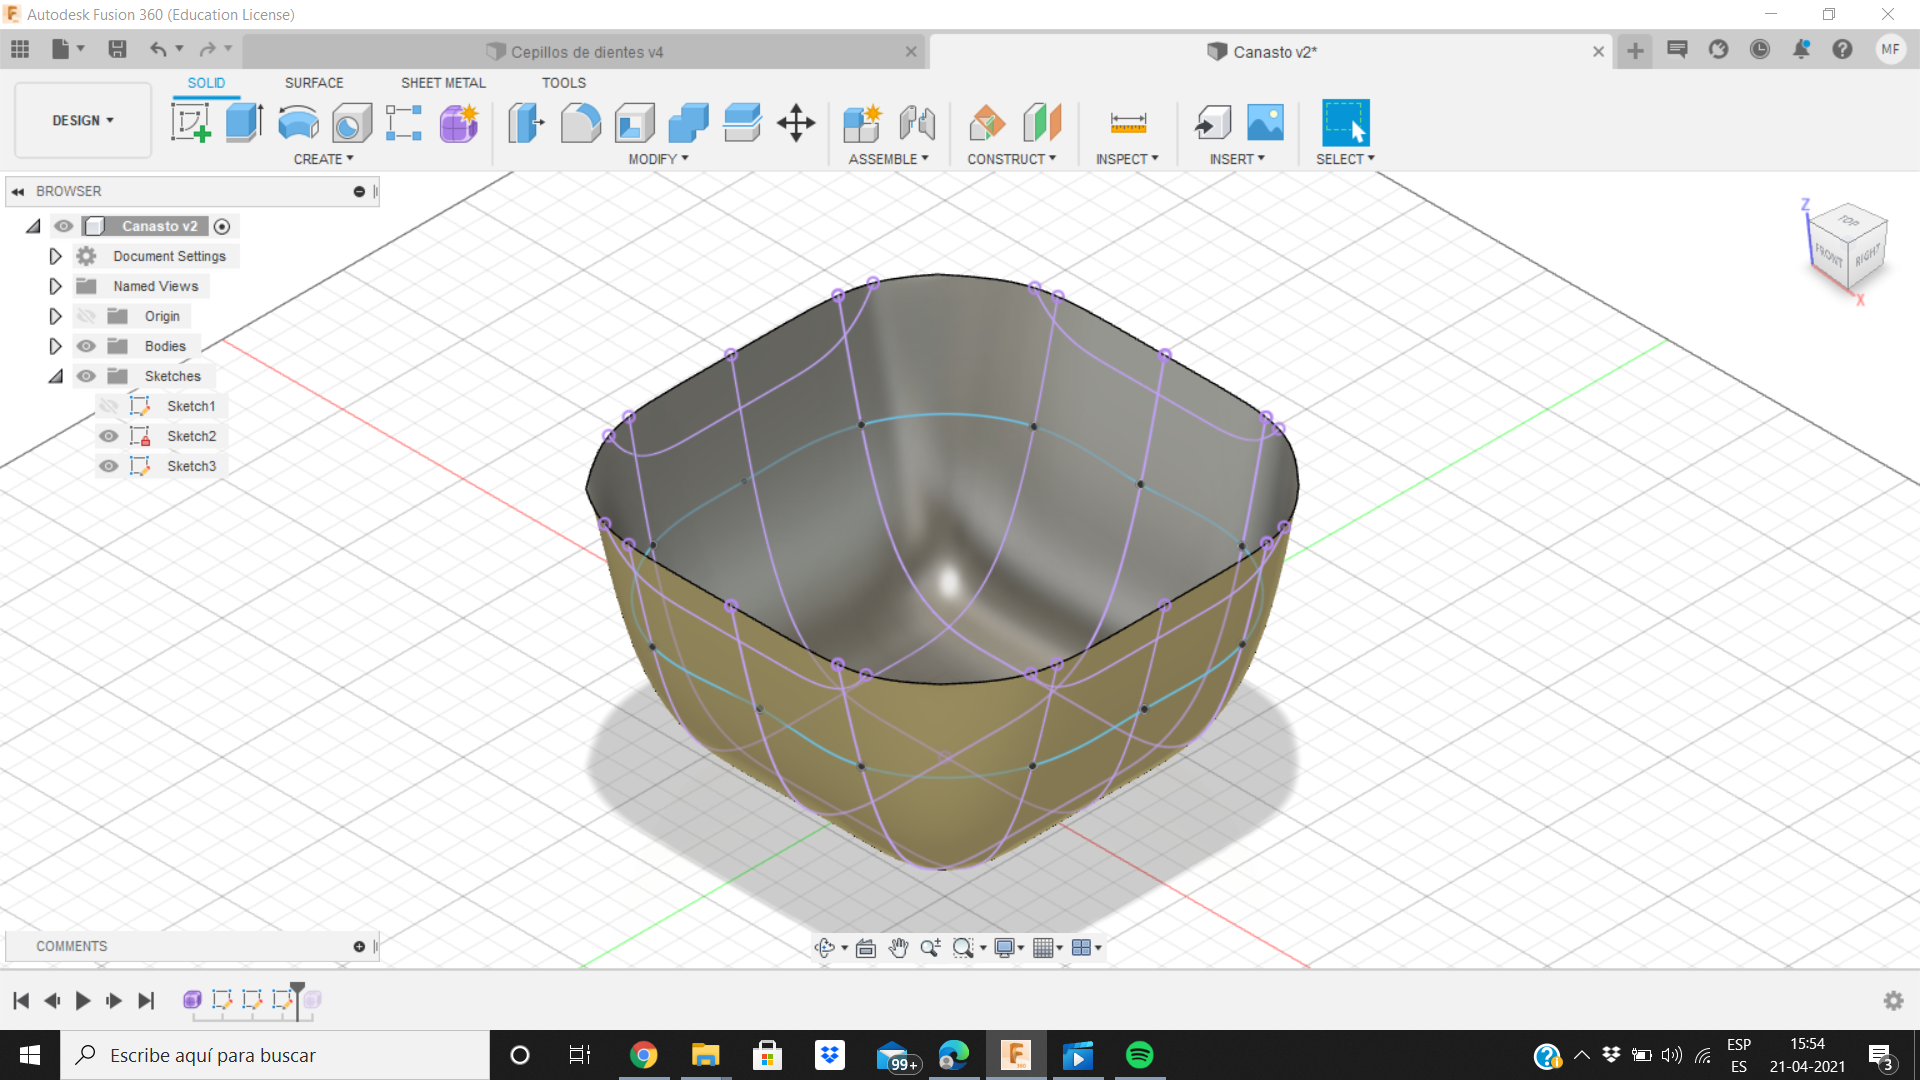 Autodesk Fusion 360 (Education License)
Cepillos de dientes v4
Canasto v2*
MF
SOLID
SURFACE
SHEET METAL
TOOLS
DESIGN
CREATE
MODIFY
ASSEMBLE
CONSTRUCT
INSPECT
INSERT
SELECT
BROWSER
Canasto v2
Document Settings
Named Views
Origin
Bodies
Sketches
Sketch1
Sketch2
Sketch3
Z
TOP
FRONT
RIGHT
X
COMMENTS
Escribe aquí para buscar
99+
ESP
ES
15:54
21-04-2021
3